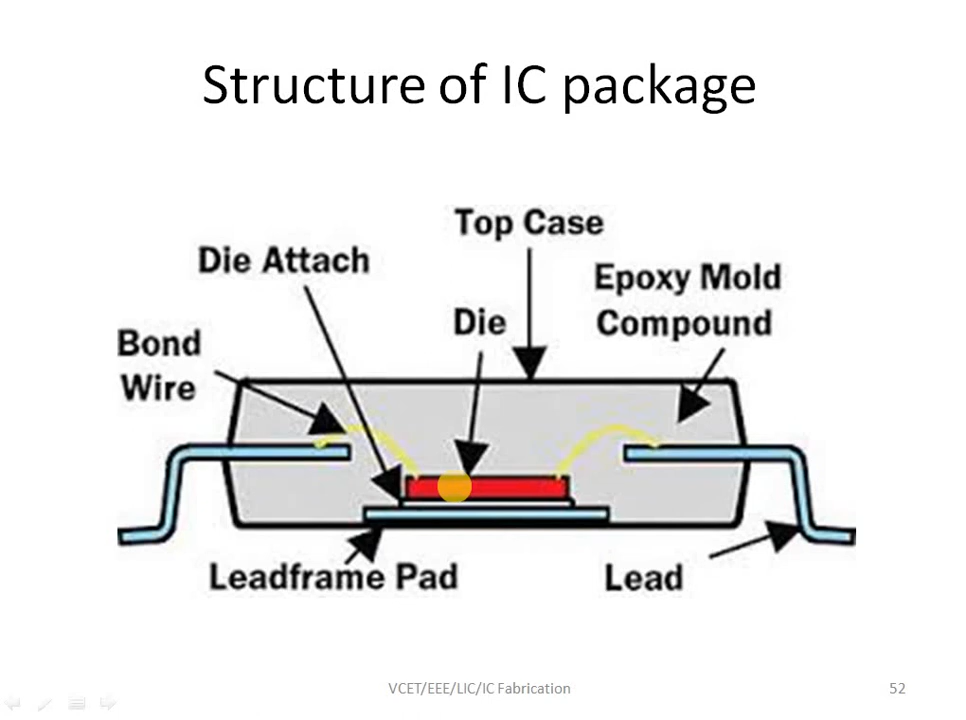 Structure of IC package
Top Case
Die Attach
Epoxy Mold
Compound
Die
Bond
Wire
Leadframe Pad
Lead
VCET/EEE/LIC/IC Fabrication
52